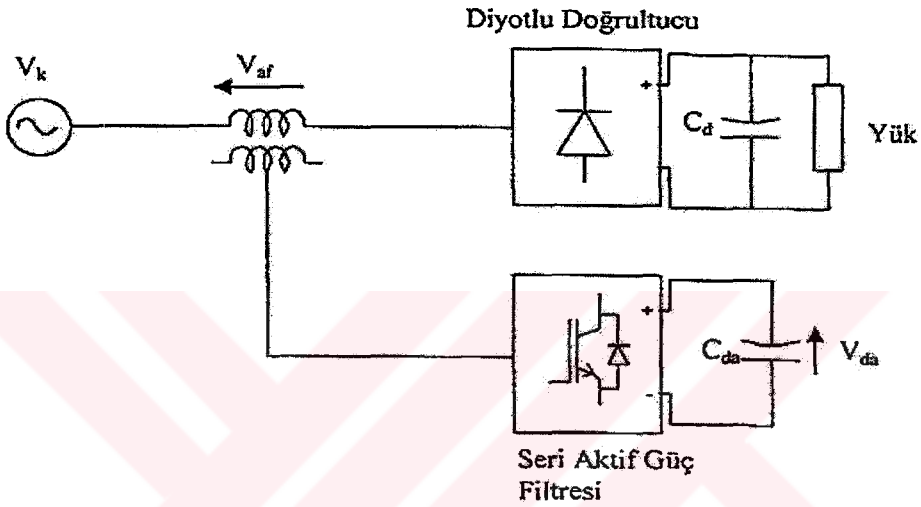 Diyotlu Doğrultucu
V_k
V_af
+
C_d
Yük
+
-
C_da
V_da
Seri Aktif Güç
Filtresi